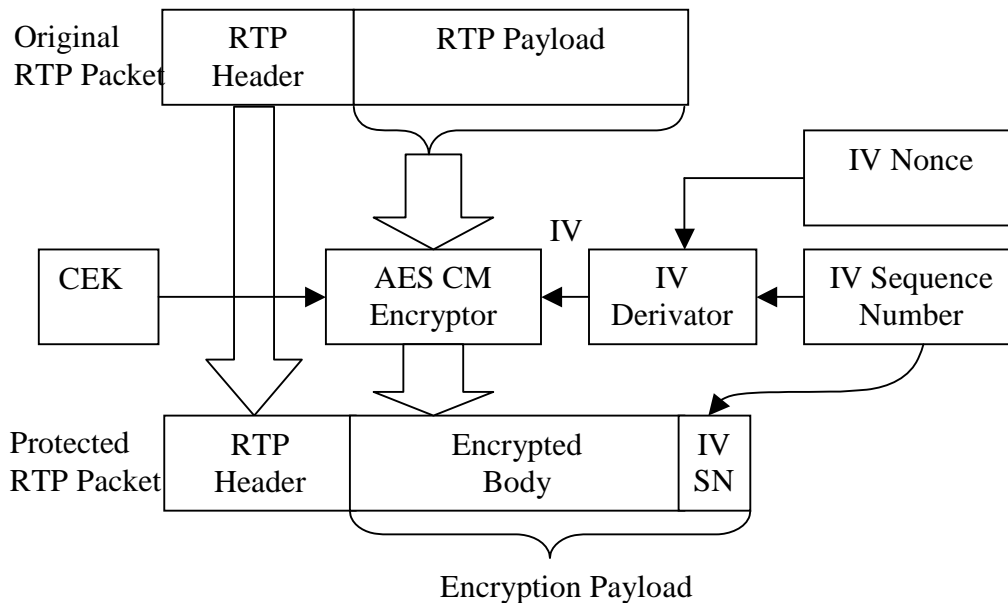 Original
RTP Packet
RTP
Header
RTP Payload
IV Nonce
IV
CEK
AES CM
Encryptor
IV
Derivator
IV Sequence
Number
Protected
RTP Packet
RTP
Header
Encrypted
Body
IV
SN
Encryption Payload